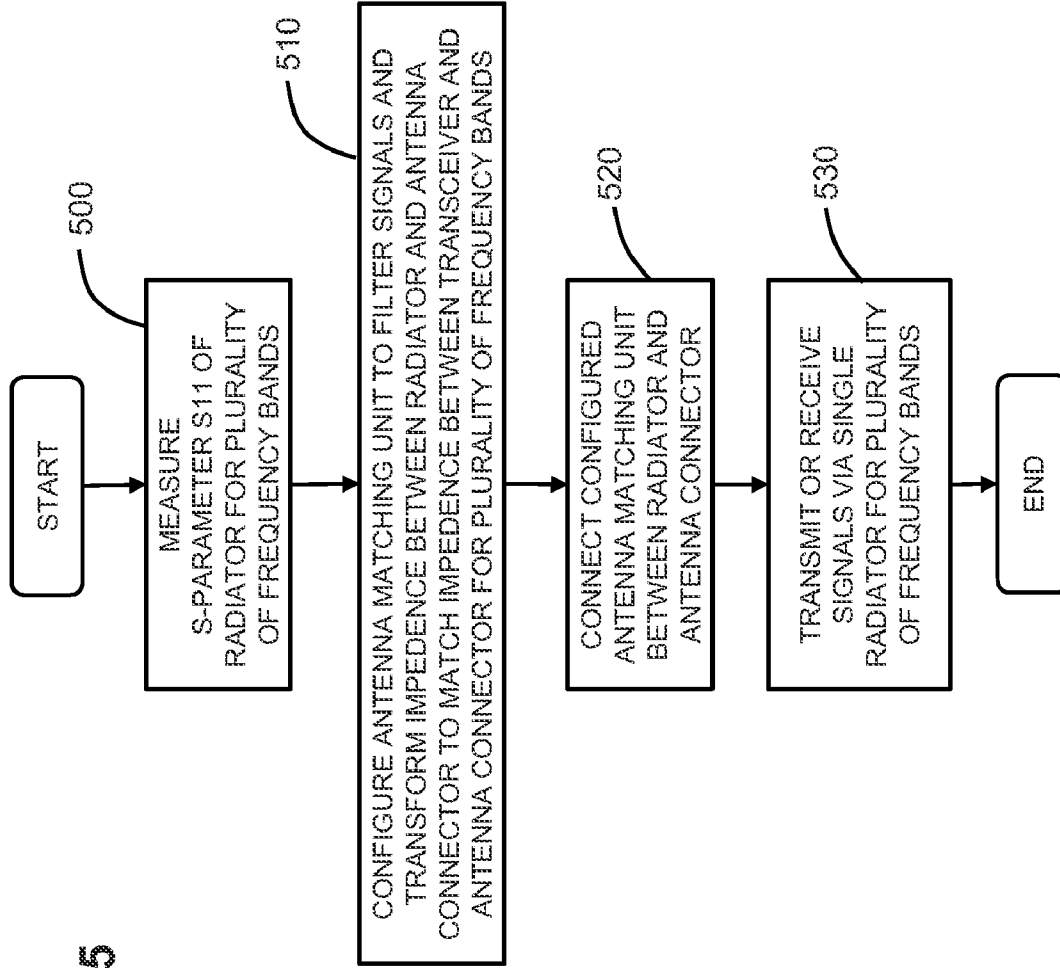 5
START
500
MEASURE
S-PARAMETER S11 OF
RADIATOR FOR PLURALITY
OF FREQUENCY BANDS
510
CONFIGURE ANTENNA MATCHING UNIT TO FILTER SIGNALS AND
TRANSFORM IMPEDENCE BETWEEN RADIATOR AND ANTENNA
CONNECTOR TO MATCH IMPEDENCE BETWEEN TRANSCEIVER AND
ANTENNA CONNECTOR FOR PLURALITY OF FREQUENCY BANDS
520
CONNECT CONFIGURED
ANTENNA MATCHING UNIT
BETWEEN RADIATOR AND
ANTENNA CONNECTOR
530
TRANSMIT OR RECEIVE
SIGNALS VIA SINGLE
RADIATOR FOR PLURALITY
OF FREQUENCY BANDS
END